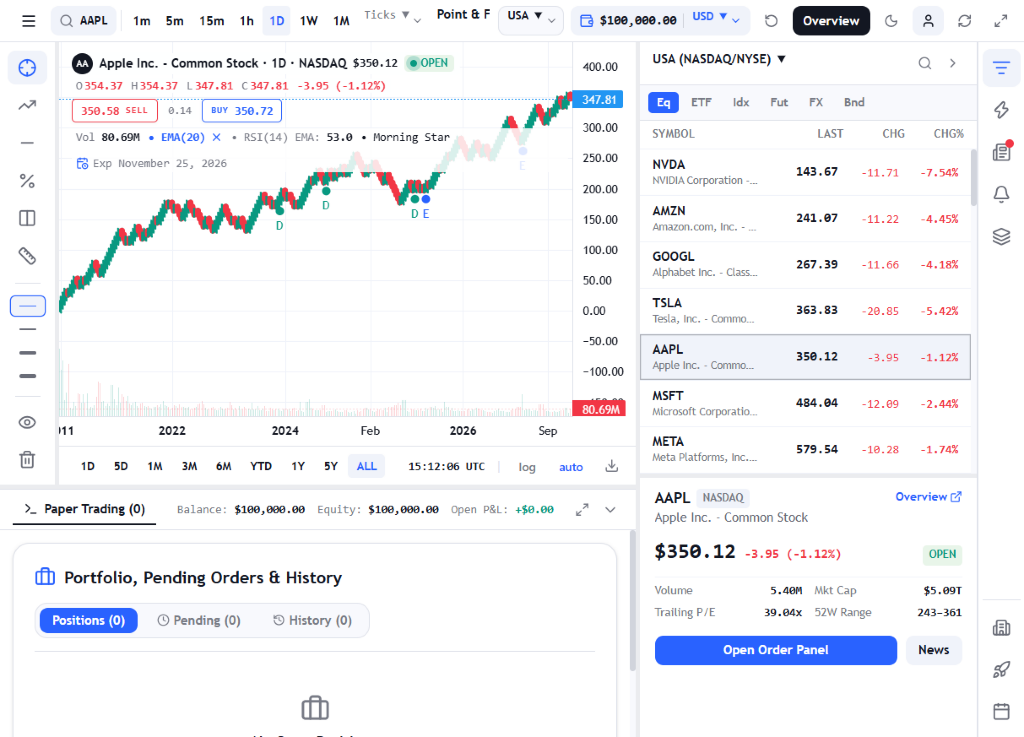 AAPL 1m 5m 15m 1h 1D 1W 1M Ticks ▼ Point & F USA ▼ $100,000.00 USD ▼ Overview
AA Apple Inc. - Common Stock · 1D · NASDAQ $350.12 OPEN
O354.37 H354.37 L347.81 C347.81 -3.95 (-1.12%)
350.58 SELL 0.14 BUY 350.72
Vol 80.69M • EMA(20) ✕ • RSI(14) EMA: 53.0 • Morning Star
Exp November 25, 2026
400.00
347.81
300.00
250.00
200.00
150.00
100.00
50.00
0.00
−50.00
−100.00
80.69M
D
D
D E
E
2022 2024 Feb 2026 Sep
1D 5D 1M 3M 6M YTD 1Y 5Y ALL 15:12:06 UTC log auto
Paper Trading (0) Balance: $100,000.00 Equity: $100,000.00 Open P&L: +$0.00
Portfolio, Pending Orders & History
Positions (0) Pending (0) History (0)
USA (NASDAQ/NYSE) ▼
Eq ETF Idx Fut FX Bnd
SYMBOL LAST CHG CHG%
NVDA 143.67 -11.71 -7.54%
NVIDIA Corporation -...
AMZN 241.07 -11.22 -4.45%
Amazon.com, Inc. - ...
GOOGL 267.39 -11.66 -4.18%
Alphabet Inc. - Class...
TSLA 363.83 -20.85 -5.42%
Tesla, Inc. - Commo...
AAPL 350.12 -3.95 -1.12%
Apple Inc. - Commo...
MSFT 484.04 -12.09 -2.44%
Microsoft Corporatio...
META 579.54 -10.28 -1.74%
Meta Platforms, Inc....
AAPL NASDAQ Overview
Apple Inc. - Common Stock
$350.12 -3.95 (-1.12%) OPEN
Volume 5.40M Mkt Cap $5.09T
Trailing P/E 39.04x 52W Range 243–361
Open Order Panel News